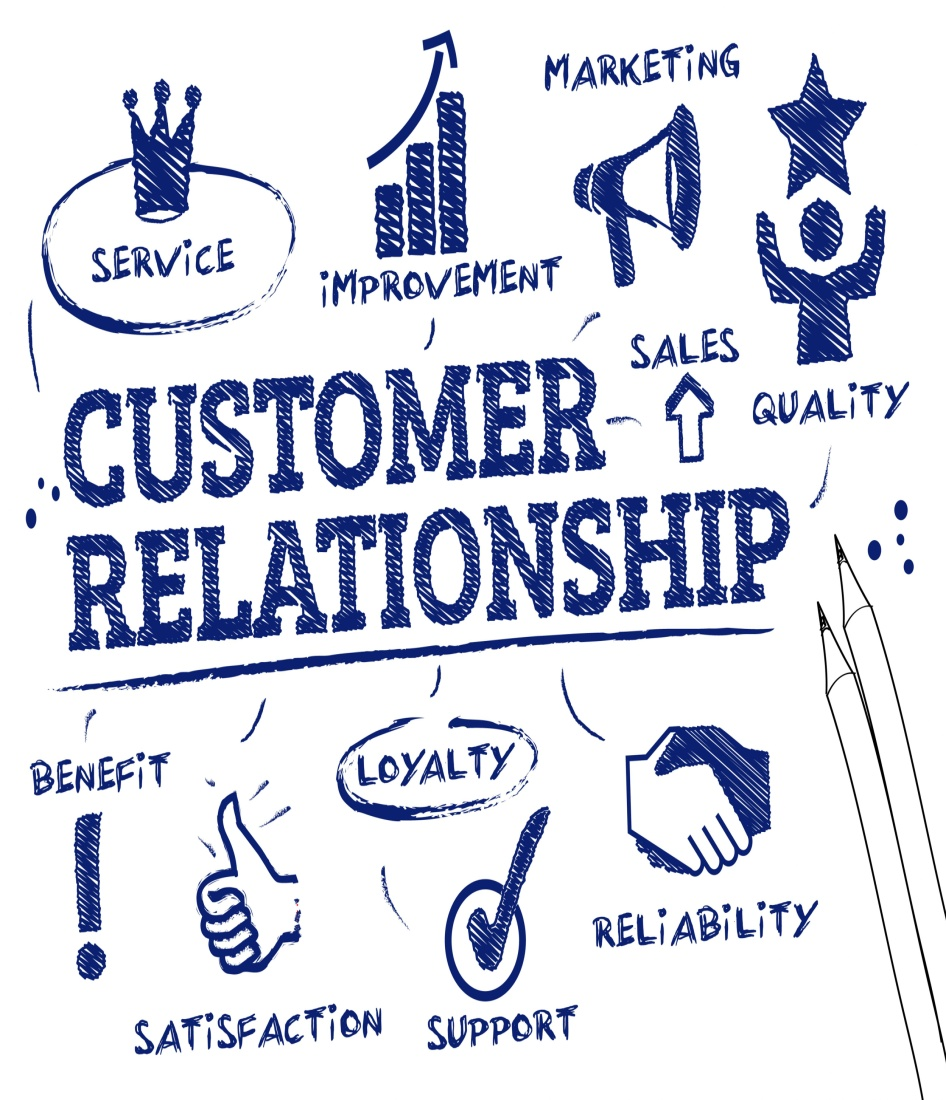 MARKETiNG
SERViCE
iMPROVEMENT
SALES
QUALiTY
CUSTOMER
RELATIONSHIP
BENEFiT
LOYALTY
RELiABiLiTY
SATiSFACTiON
SUPPORT